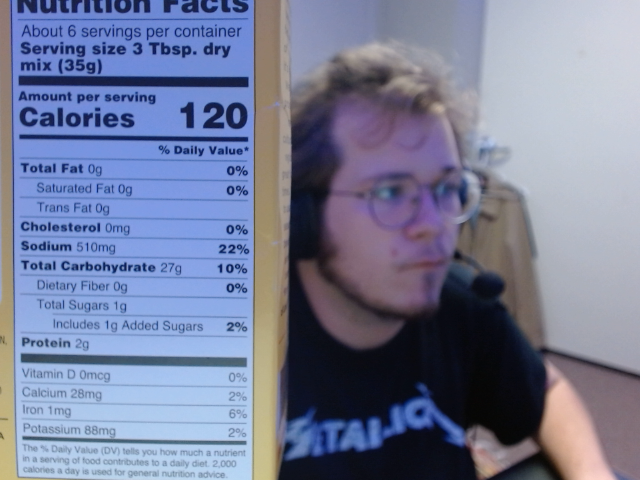 Nutrition Facts
About 6 servings per container
Serving size 3 Tbsp. dry
mix (35g)
Amount per serving
Calories 120
% Daily Value*
Total Fat 0g 0%
Saturated Fat 0g 0%
Trans Fat 0g
Cholesterol 0mg 0%
Sodium 510mg 22%
Total Carbohydrate 27g 10%
Dietary Fiber 0g 0%
Total Sugars 1g
Includes 1g Added Sugars 2%
Protein 2g
Vitamin D 0mcg 0%
Calcium 28mg 2%
Iron 1mg 6%
Potassium 88mg 2%
*The % Daily Value (DV) tells you how much a nutrient
in a serving of food contributes to a daily diet. 2,000
calories a day is used for general nutrition advice.
METALLICA